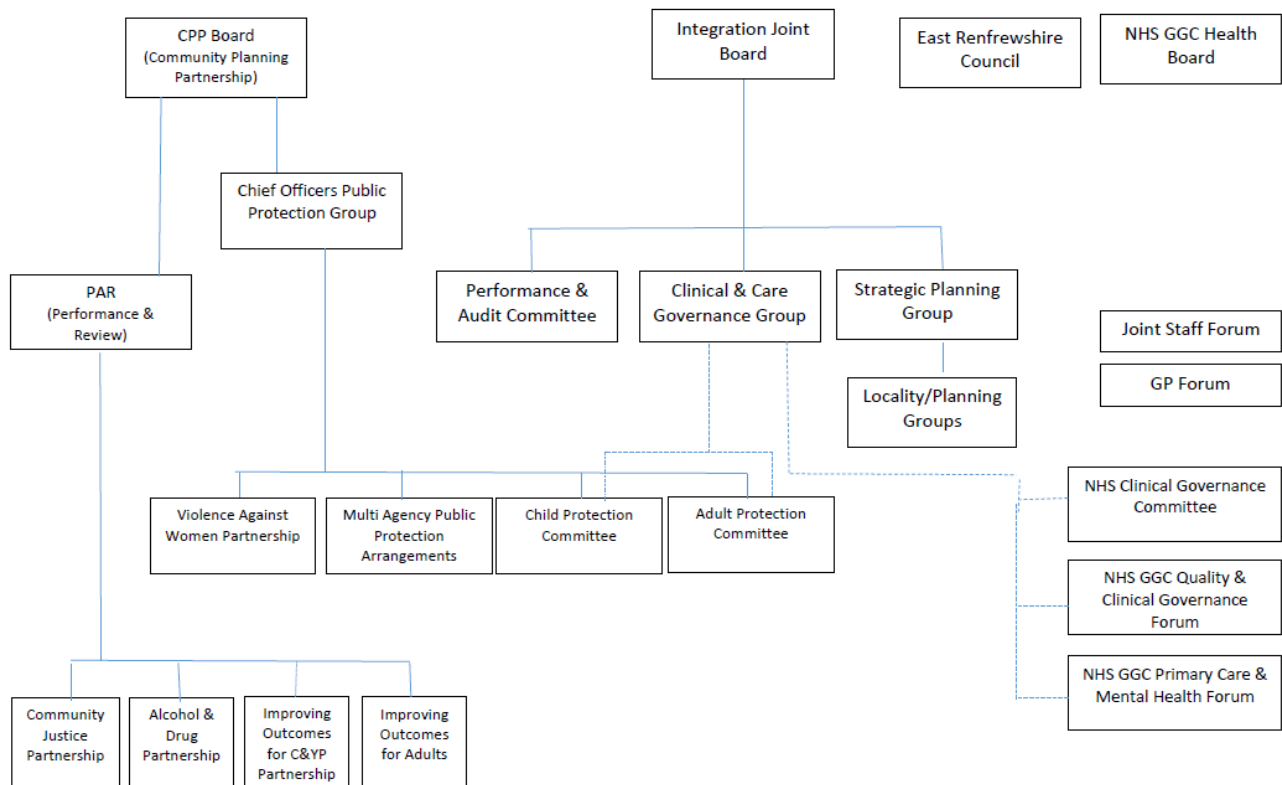 CPP Board
(Community Planning
Partnership)
Integration Joint
Board
East Renfrewshire
Council
NHS GGC Health
Board
Chief Officers Public
Protection Group
PAR
(Performance &
Review)
Performance &
Audit Committee
Clinical & Care
Governance Group
Strategic Planning
Group
Joint Staff Forum
GP Forum
Locality/Planning
Groups
Violence Against
Women Partnership
Multi Agency Public
Protection
Arrangements
Child Protection
Committee
Adult Protection
Committee
NHS Clinical Governance
Committee
NHS GGC Quality &
Clinical Governance
Forum
NHS GGC Primary Care &
Mental Health Forum
Community
Justice
Partnership
Alcohol &
Drug
Partnership
Improving
Outcomes
for C&YP
Partnership
Improving
Outcomes
for Adults